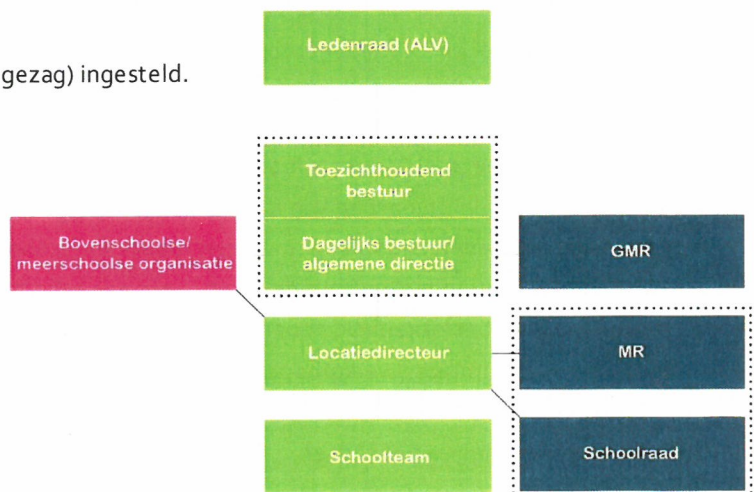 Ledenraad (ALV)
gezag) ingesteld.
Toezichthoudend
bestuur
Bovenschoolse/
meerschoolse organisatie
Dagelijks bestuur/
algemene directie
GMR
Locatiedirecteur
MR
Schoolteam
Schoolraad